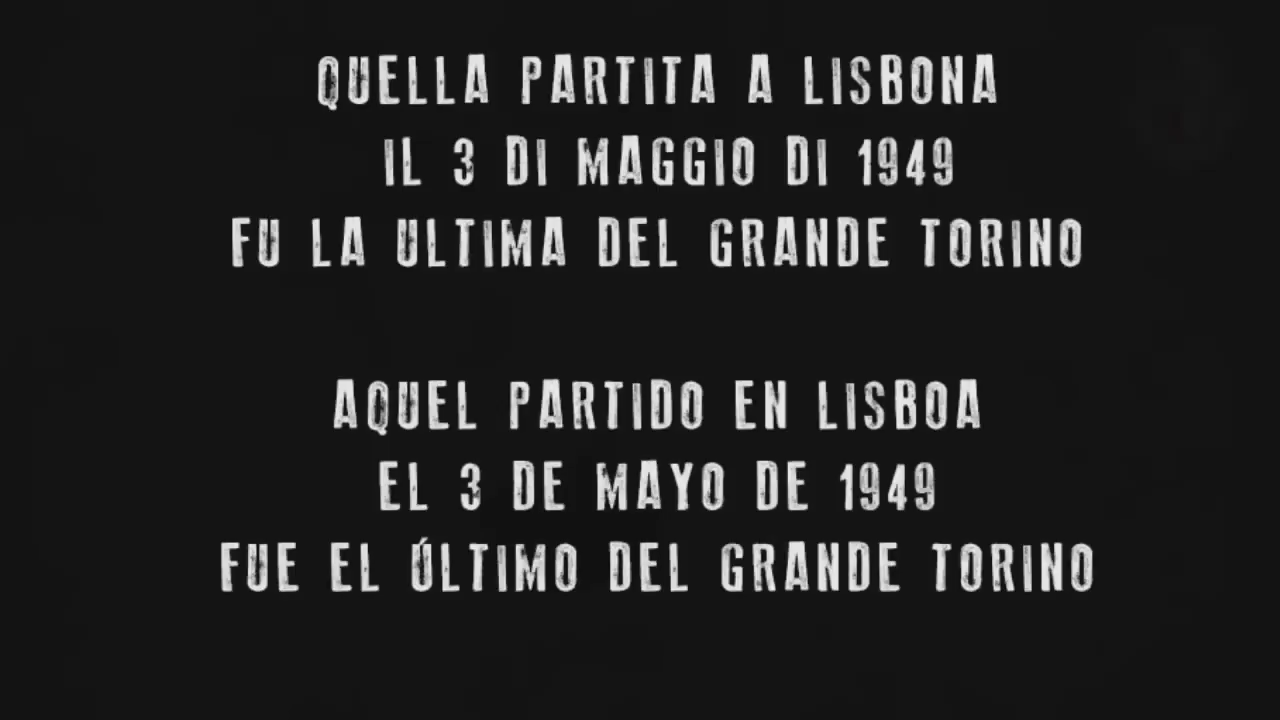 QUELLA PARTITA A LISBONA
IL 3 DI MAGGIO DI 1949
FU LA ULTIMA DEL GRANDE TORINO
AQUEL PARTIDO EN LISBOA
EL 3 DE MAYO DE 1949
FUE EL ÚLTIMO DEL GRANDE TORINO